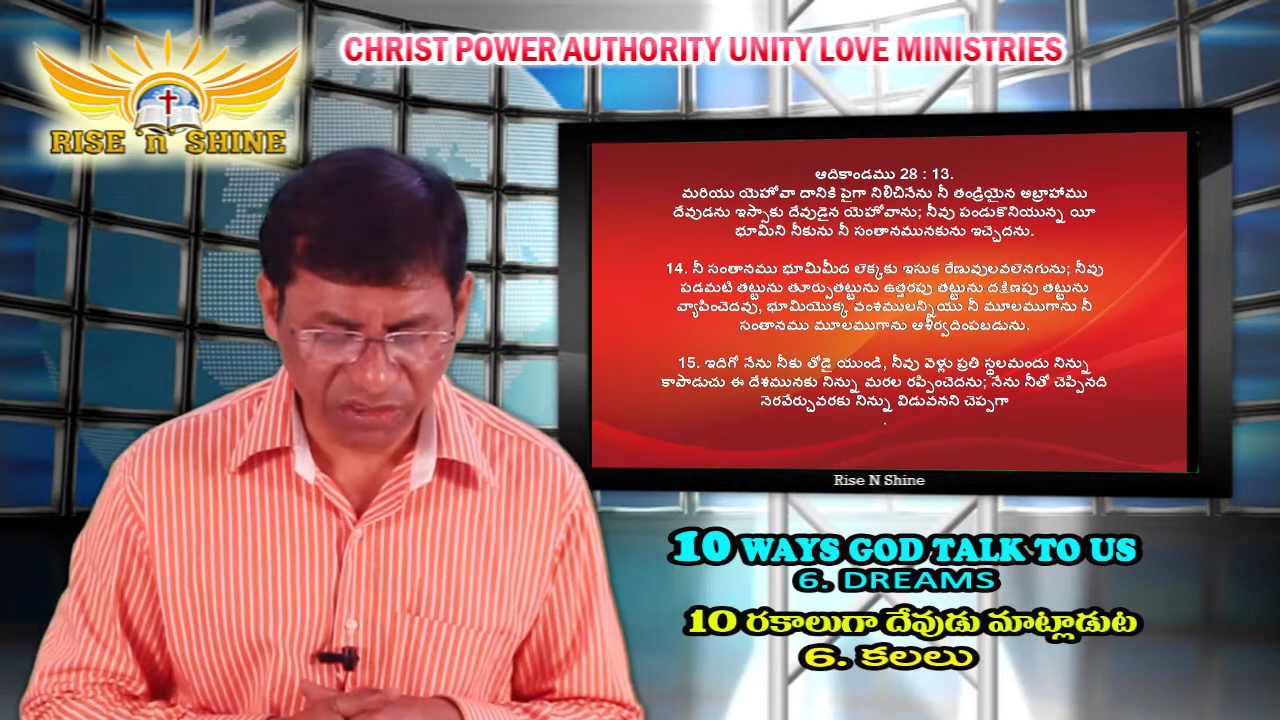 CHRIST POWER AUTHORITY UNITY LOVE MINISTRIES
RISE 'n' SHINE
ఆదికాండము 28 : 13.
మరియు యెహోవా దానికి పైగా నిలిచినేను నీ తండ్రియైన అబ్రాహాము
దేవుడను ఇస్సాకు దేవుడైన యెహోవాను; నీవు పండుకొనియున్న యీ
భూమిని నీకును నీ సంతానమునకును ఇచ్చెదను.
14. నీ సంతానము భూమిమీద లెక్కకు ఇసుక రేణువులవలెనగును; నీవు
పడమటి తట్టును తూర్పుతట్టును ఉత్తరపు తట్టును దక్షిణపు తట్టును
వ్యాపించెదవు, భూమియొక్క వంశములన్నియు నీ మూలముగాను నీ
సంతానము మూలముగాను ఆశీర్వదింపబడును.
15. ఇదిగో నేను నీకు తోడై యుండి, నీవు వెళ్లు ప్రతి స్థలమందు నిన్ను
కాపాడుచు ఈ దేశమునకు నిన్ను మరల రప్పించెదను; నేను నీతో చెప్పినది
నెరవేర్చువరకు నిన్ను విడువనని చెప్పగా
.
Rise N Shine
10 WAYS GOD TALK TO US
6. DREAMS
10 రకాలుగా దేవుడు మాట్లాడుట
6. కలలు